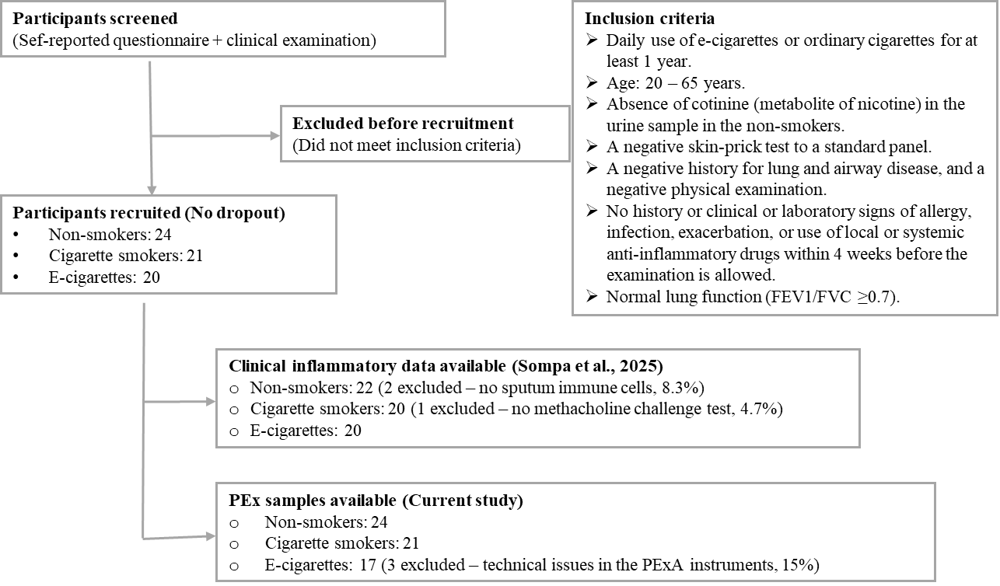 Participants screened
(Sef-reported questionnaire + clinical examination)
Excluded before recruitment
(Did not meet inclusion criteria)
Inclusion criteria
➢ Daily use of e-cigarettes or ordinary cigarettes for at
least 1 year.
➢ Age: 20 – 65 years.
➢ Absence of cotinine (metabolite of nicotine) in the
urine sample in the non-smokers.
➢ A negative skin-prick test to a standard panel.
➢ A negative history for lung and airway disease, and a
negative physical examination.
➢ No history or clinical or laboratory signs of allergy,
infection, exacerbation, or use of local or systemic
anti-inflammatory drugs within 4 weeks before the
examination is allowed.
➢ Normal lung function (FEV1/FVC ≥0.7).
Participants recruited (No dropout)
• Non-smokers: 24
• Cigarette smokers: 21
• E-cigarettes: 20
Clinical inflammatory data available (Sompa et al., 2025)
o Non-smokers: 22 (2 excluded – no sputum immune cells, 8.3%)
o Cigarette smokers: 20 (1 excluded – no methacholine challenge test, 4.7%)
o E-cigarettes: 20
PEx samples available (Current study)
o Non-smokers: 24
o Cigarette smokers: 21
o E-cigarettes: 17 (3 excluded – technical issues in the PExA instruments, 15%)